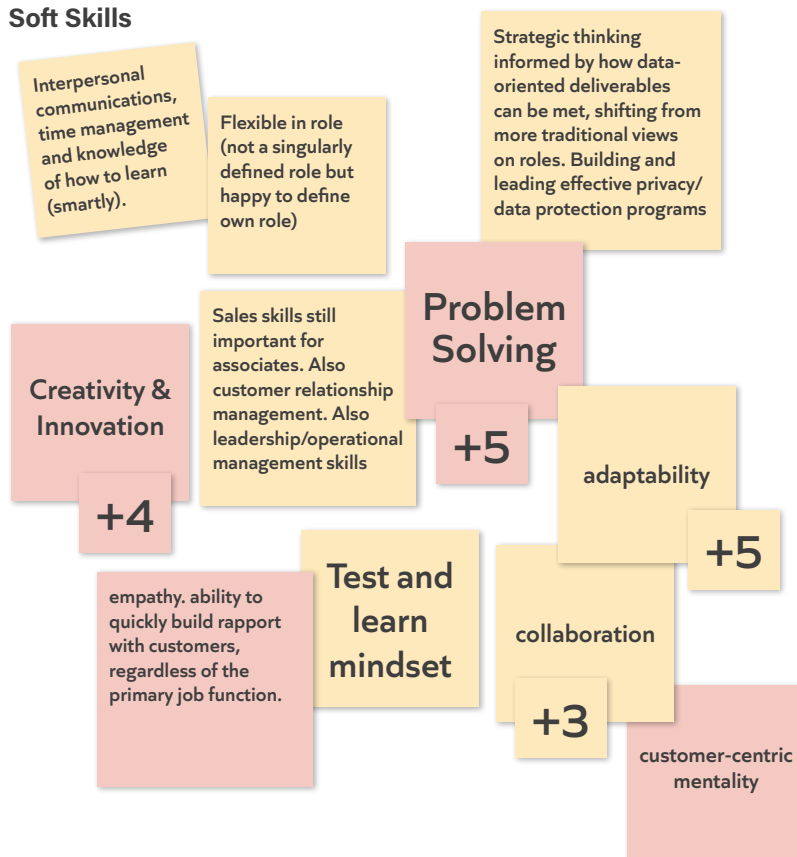 Soft Skills
Interpersonal
communications,
time management
and knowledge
of how to learn
(smartly).
Flexible in role
(not a singularly
defined role but
happy to define
own role)
Strategic thinking
informed by how data-
oriented deliverables
can be met, shifting from
more traditional views
on roles. Building and
leading effective privacy/
data protection programs
Creativity &
Innovation
+4
Sales skills still
important for
associates. Also
customer relationship
management. Also
leadership/operational
management skills
Problem
Solving
+5
adaptability
+5
empathy. ability to
quickly build rapport
with customers,
regardless of the
primary job function.
Test and
learn
mindset
collaboration
+3
customer-centric
mentality